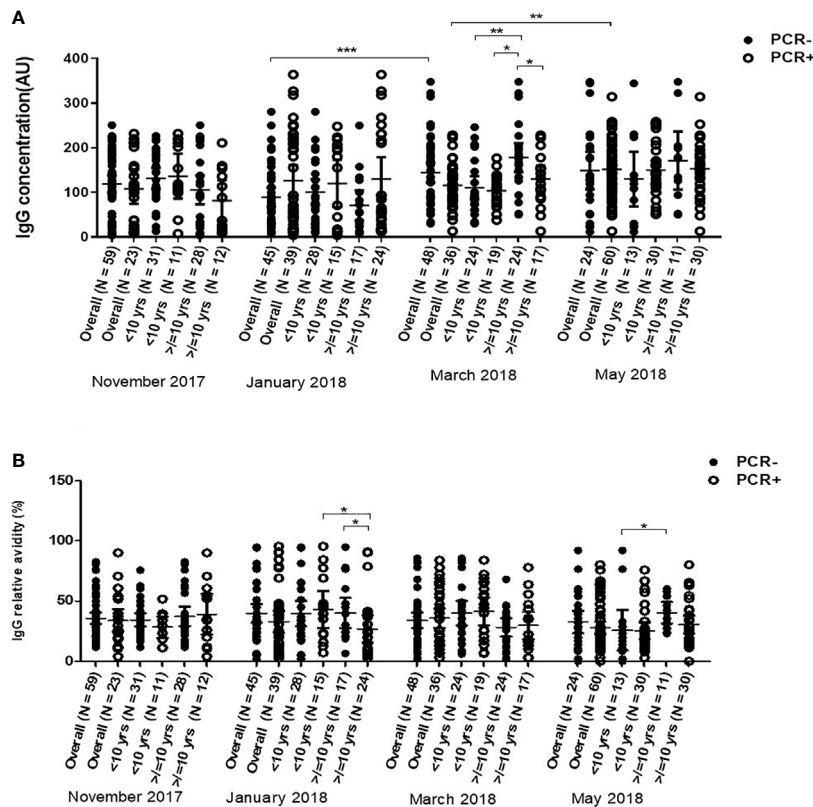 A
** 
***
**
*
*
PCR-
PCR+
IgG concentration(AU)
400
300
200
100
0
Overall (N = 59)
Overall (N = 23)
<10 yrs (N = 31)
<10 yrs (N = 11)
>/=10 yrs (N = 28)
>/=10 yrs (N = 12)
Overall (N = 45)
Overall (N = 39)
<10 yrs (N = 28)
<10 yrs (N = 15)
>/=10 yrs (N = 17)
>/=10 yrs (N = 24)
Overall (N = 48)
Overall (N = 36)
<10 yrs (N = 24)
<10 yrs (N = 19)
>/=10 yrs (N = 24)
>/=10 yrs (N = 17)
Overall (N = 24)
Overall (N = 60)
<10 yrs (N = 13)
<10 yrs (N = 30)
>/=10 yrs (N = 11)
>/=10 yrs (N = 30)
November 2017
January 2018
March 2018
May 2018
B
PCR-
PCR+
*
*
*
IgG relative avidity (%)
150
100
50
0
Overall (N = 59)
Overall (N = 23)
<10 yrs (N = 31)
<10 yrs (N = 11)
>/=10 yrs (N = 28)
>/=10 yrs (N = 12)
Overall (N = 45)
Overall (N = 39)
<10 yrs (N = 28)
<10 yrs (N = 15)
>/=10 yrs (N = 17)
>/=10 yrs (N = 24)
Overall (N = 48)
Overall (N = 36)
<10 yrs (N = 24)
<10 yrs (N = 19)
>/=10 yrs (N = 24)
>/=10 yrs (N = 17)
Overall (N = 24)
Overall (N = 60)
<10 yrs (N = 13)
<10 yrs (N = 30)
>/=10 yrs (N = 11)
>/=10 yrs (N = 30)
November 2017
January 2018
March 2018
May 2018